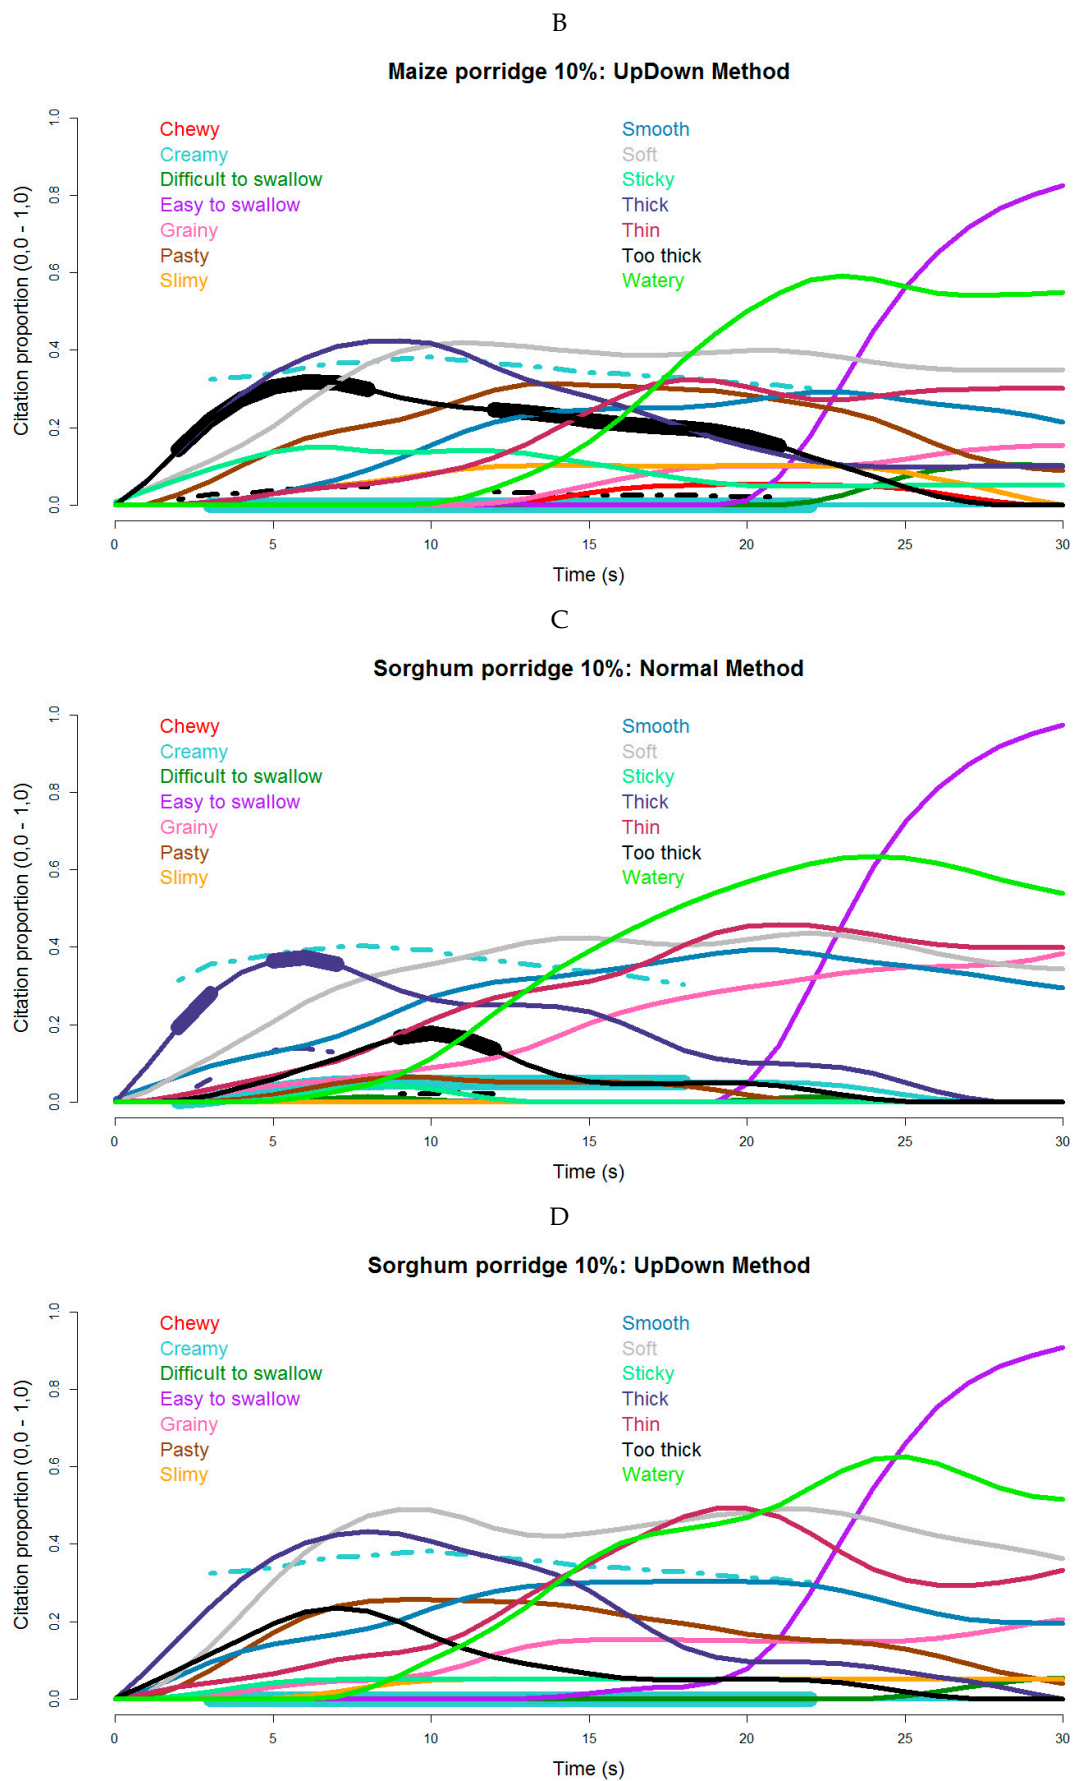 B
Maize porridge 10%: UpDown Method
Citation proportion (0,0 - 1,0)
1.0
0.8
0.6
0.4
0.2
0.0
Chewy
Creamy
Difficult to swallow
Easy to swallow
Grainy
Pasty
Slimy
Smooth
Soft
Sticky
Thick
Thin
Too thick
Watery
0 5 10 15 20 25 30
Time (s)
C
Sorghum porridge 10%: Normal Method
Citation proportion (0,0 - 1,0)
1.0
0.8
0.6
0.4
0.2
0.0
Chewy
Creamy
Difficult to swallow
Easy to swallow
Grainy
Pasty
Slimy
Smooth
Soft
Sticky
Thick
Thin
Too thick
Watery
0 5 10 15 20 25 30
Time (s)
D
Sorghum porridge 10%: UpDown Method
Citation proportion (0,0 - 1,0)
1.0
0.8
0.6
0.4
0.2
0.0
Chewy
Creamy
Difficult to swallow
Easy to swallow
Grainy
Pasty
Slimy
Smooth
Soft
Sticky
Thick
Thin
Too thick
Watery
0 5 10 15 20 25 30
Time (s)